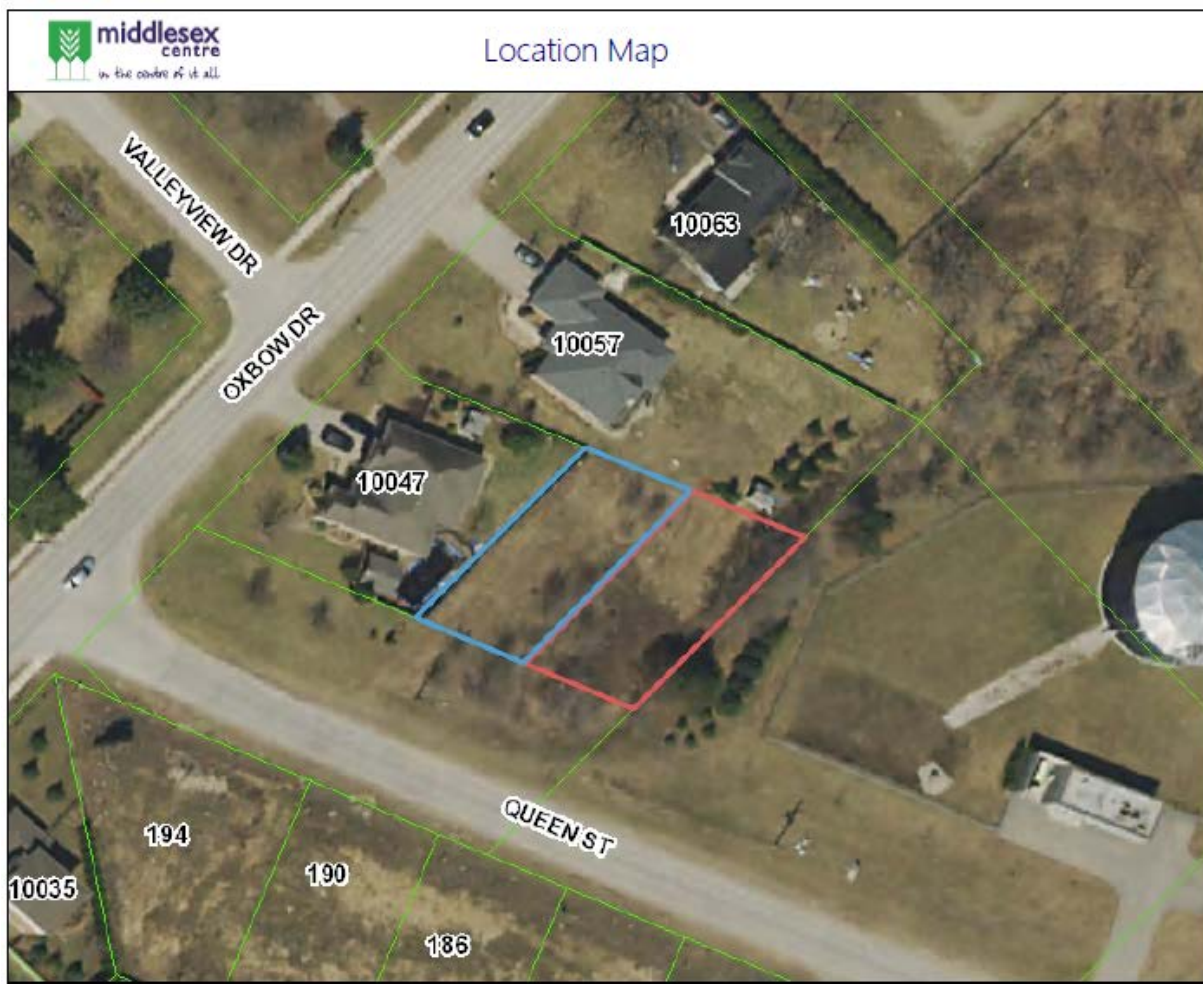 middlesex
centre
in the centre of it all
Location Map
VALLEYVIEW DR
OXBOW DR
10063
10057
10047
QUEEN ST
194
190
186
10035